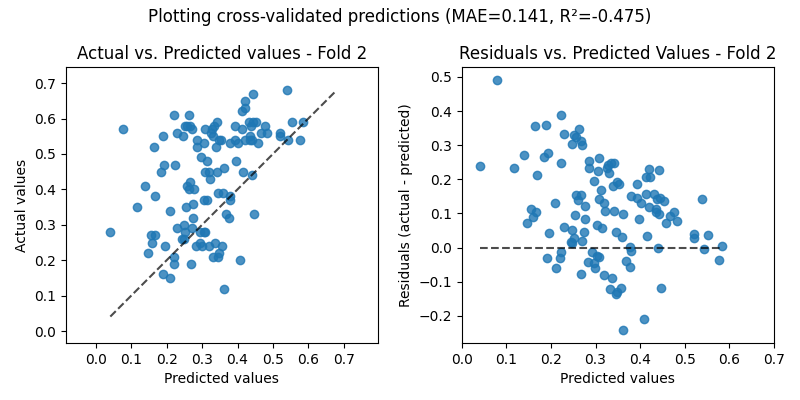 Plotting cross-validated predictions (MAE=0.141, R²=-0.475)
Actual vs. Predicted values - Fold 2
0.7
0.6
0.5
0.4
0.3
0.2
0.1
0.0
Actual values
0.0 0.1 0.2 0.3 0.4 0.5 0.6 0.7
Predicted values
Residuals vs. Predicted Values - Fold 2
0.5
0.4
0.3
0.2
0.1
0.0
−0.1
−0.2
Residuals (actual - predicted)
0.0 0.1 0.2 0.3 0.4 0.5 0.6 0.7
Predicted values